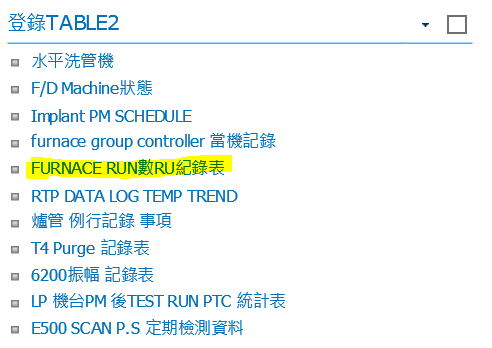 登錄TABLE2
水平洗管機
F/D Machine狀態
Implant PM SCHEDULE
furnace group controller 當機記錄
FURNACE RUN數RU紀錄表
RTP DATA LOG TEMP TREND
爐管 例行記錄 事項
T4 Purge 記錄表
6200振幅 記錄表
LP 機台PM 後TEST RUN PTC 統計表
E500 SCAN P.S 定期檢測資料